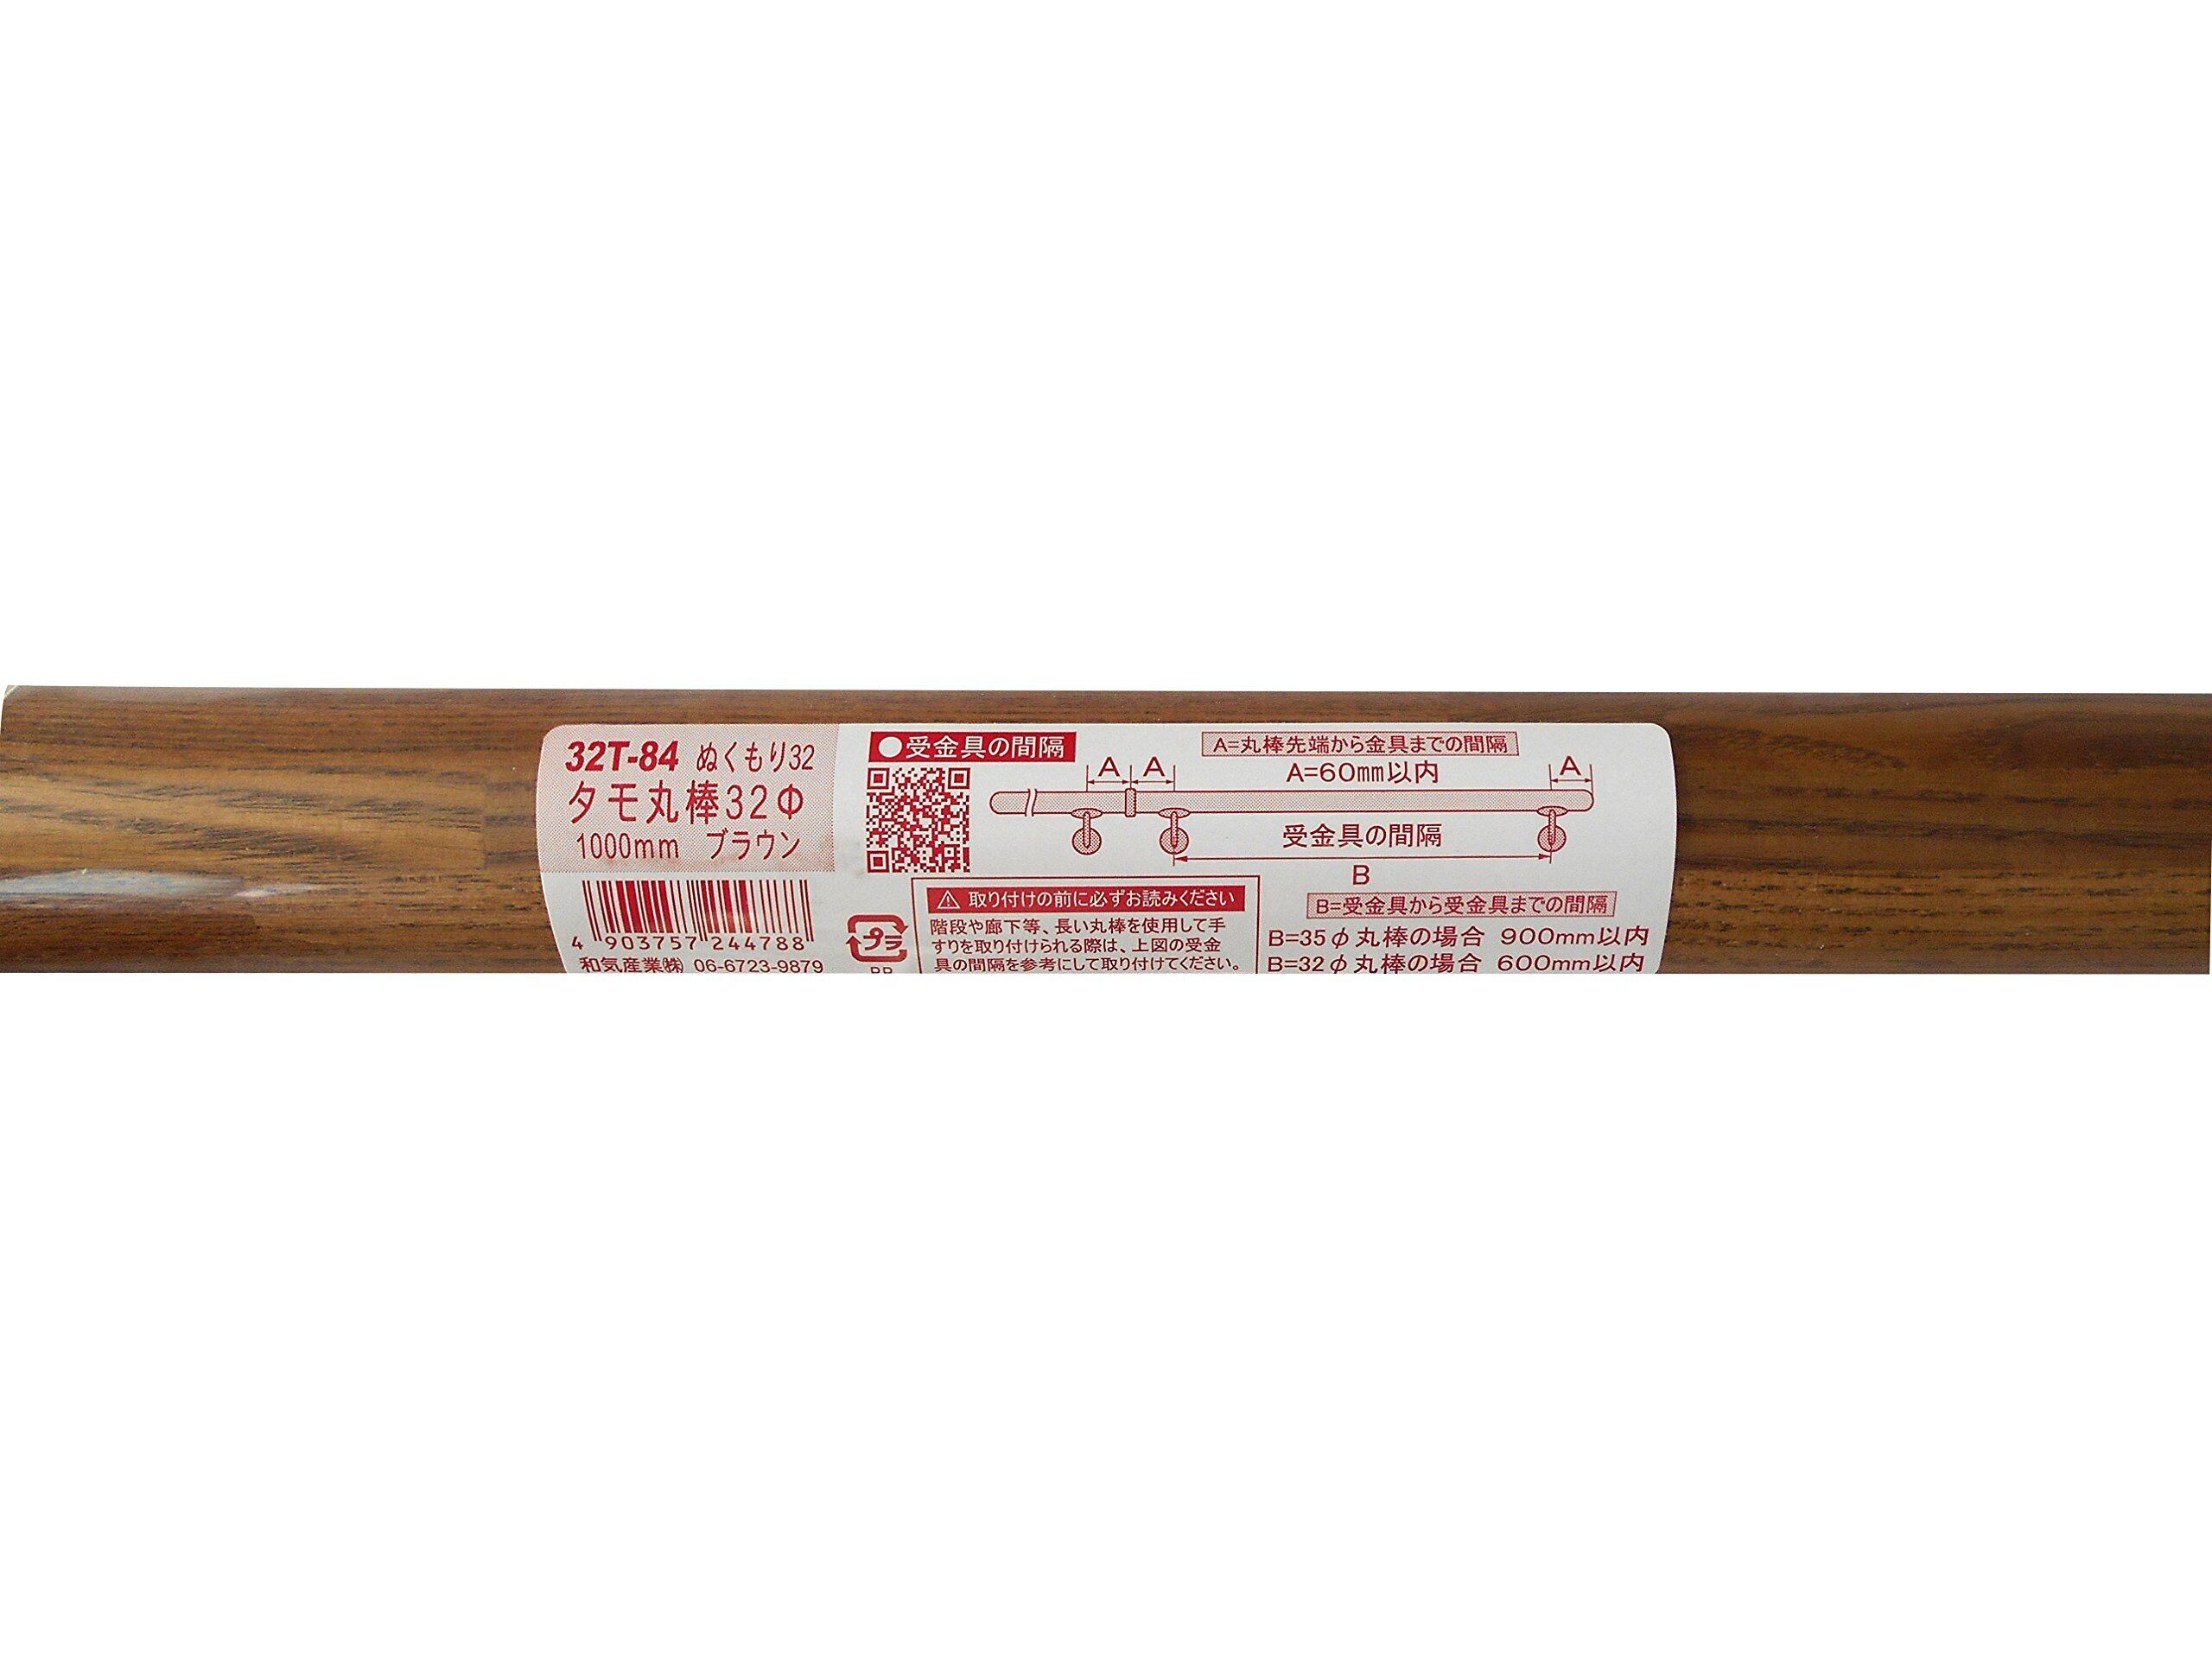 32T-84 ぬくもり32
タモ丸棒32Φ
1000mm ブラウン
4 903757 244788
和気産業㈱ 06-6723-9879
プラ
●受金具の間隔
A=丸棒先端から金具までの間隔
A=60㎜以内
A A A
受金具の間隔
B
⚠ 取り付けの前に必ずお読みください
階段や廊下等、長い丸棒を使用して手
すりを取り付けられる際は、上図の受金
具の間隔を参考にして取り付けてください。
B=受金具から受金具までの間隔
B=35φ丸棒の場合 900mm以内
B=32φ丸棒の場合 600mm以内